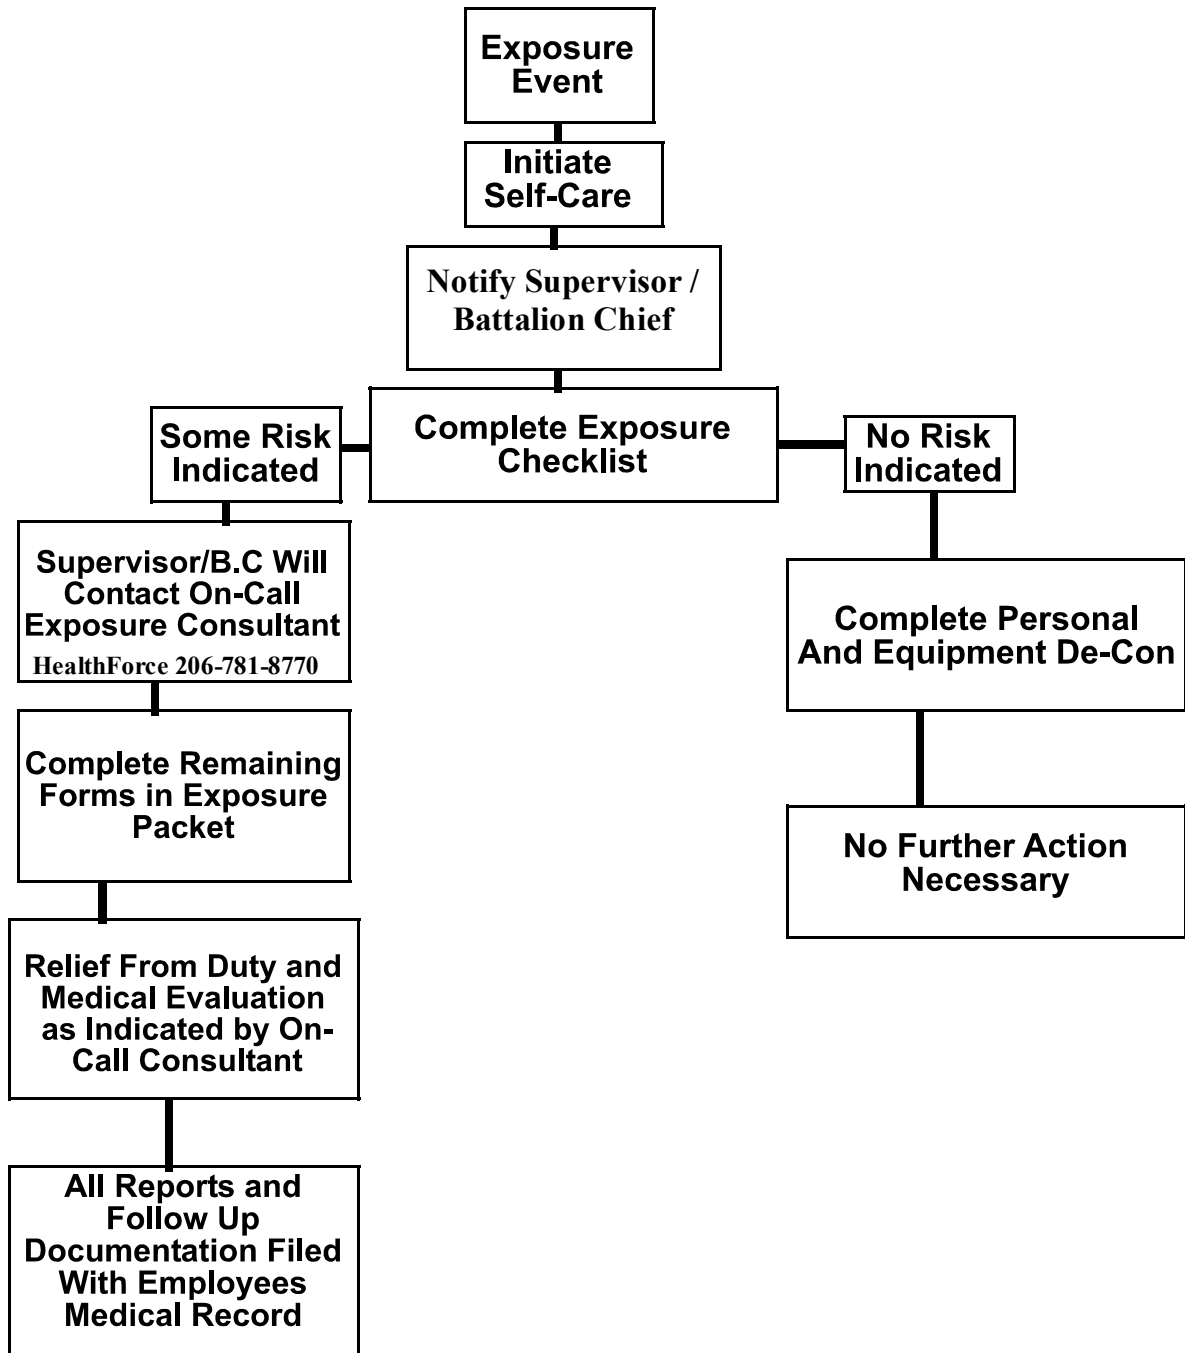 Exposure
Event
Initiate
Self-Care
Notify Supervisor /
Battalion Chief
Complete Exposure
Checklist
Some Risk
Indicated
Supervisor/B.C Will
Contact On-Call
Exposure Consultant
HealthForce 206-781-8770
Complete Remaining
Forms in Exposure
Packet
Relief From Duty and
Medical Evaluation
as Indicated by On-
Call Consultant
All Reports and
Follow Up
Documentation Filed
With Employees
Medical Record
No Risk
Indicated
Complete Personal
And Equipment De-Con
No Further Action
Necessary